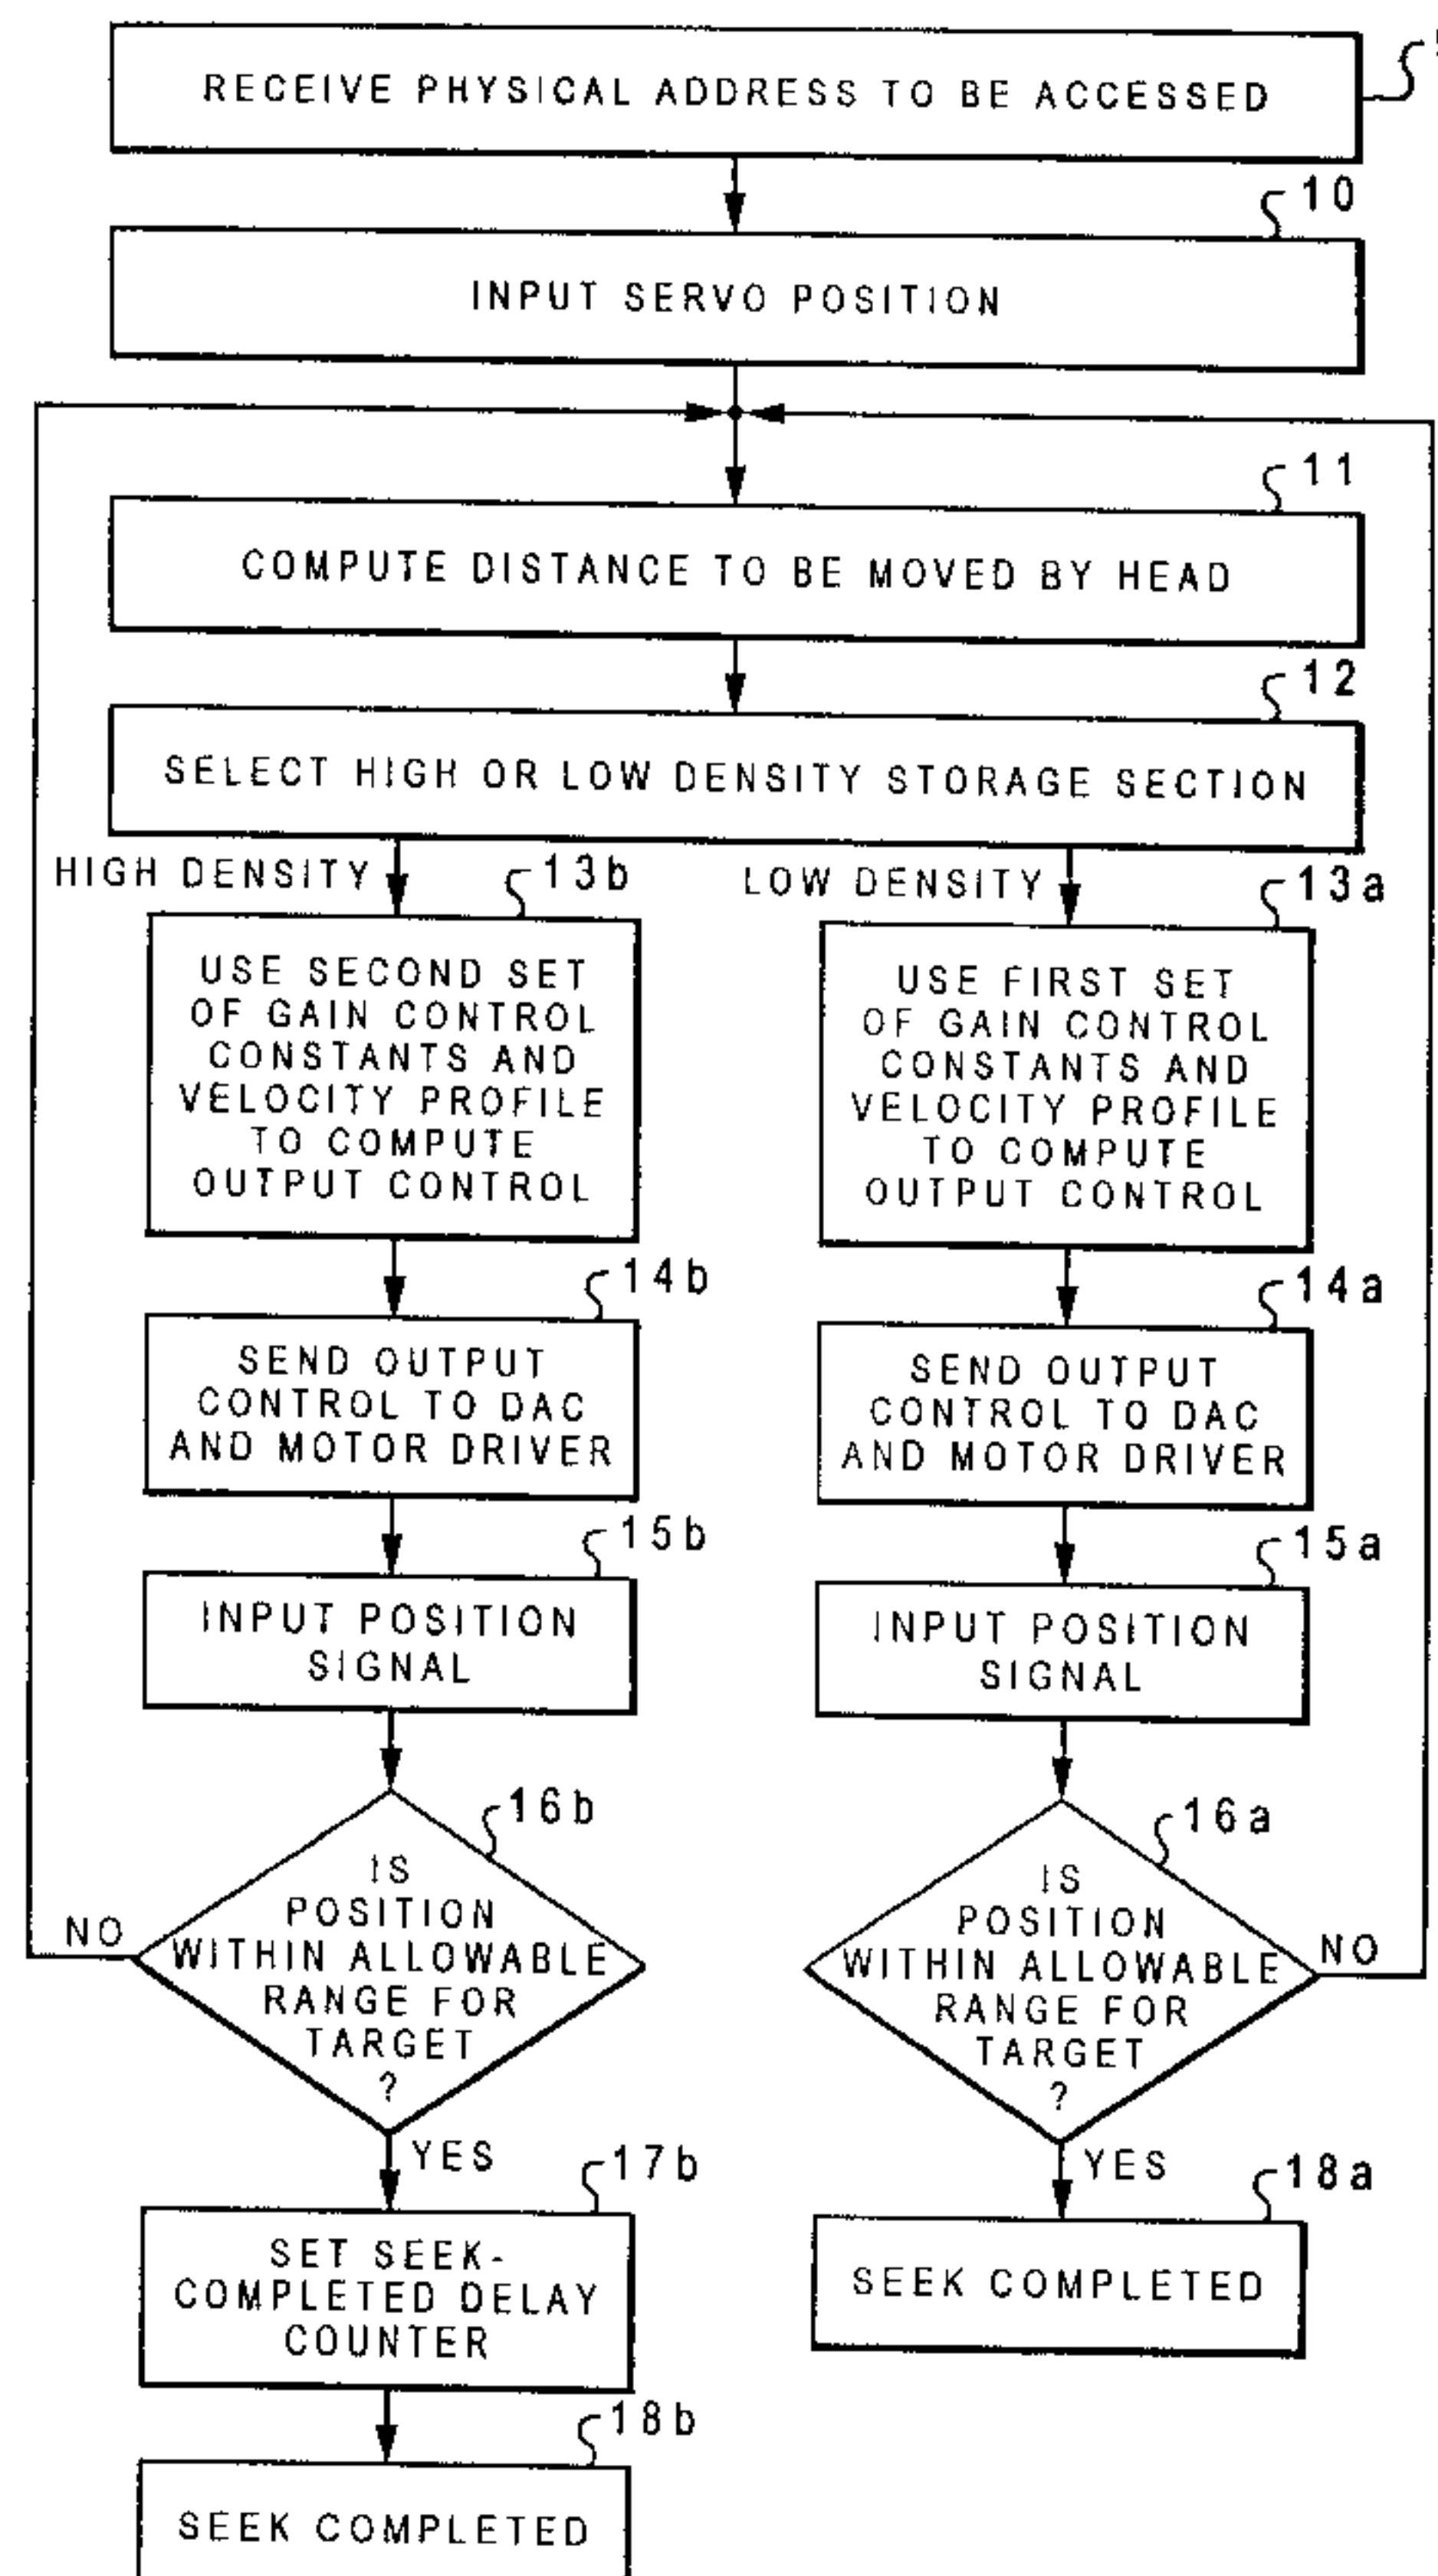 RECEIVE PHYSICAL ADDRESS TO BE ACCESSED
10
INPUT SERVO POSITION
11
COMPUTE DISTANCE TO BE MOVED BY HEAD
12
SELECT HIGH OR LOW DENSITY STORAGE SECTION
HIGH DENSITY
13b
USE SECOND SET
OF GAIN CONTROL
CONSTANTS AND
VELOCITY PROFILE
TO COMPUTE
OUTPUT CONTROL
14b
SEND OUTPUT
CONTROL TO DAC
AND MOTOR DRIVER
15b
INPUT POSITION
SIGNAL
16b
IS
POSITION
WITHIN ALLOWABLE
RANGE FOR
TARGET
?
NO
YES
17b
SET SEEK-
COMPLETED DELAY
COUNTER
18b
SEEK COMPLETED
LOW DENSITY
13a
USE FIRST SET
OF GAIN CONTROL
CONSTANTS AND
VELOCITY PROFILE
TO COMPUTE
OUTPUT CONTROL
14a
SEND OUTPUT
CONTROL TO DAC
AND MOTOR DRIVER
15a
INPUT POSITION
SIGNAL
16a
IS
POSITION
WITHIN ALLOWABLE
RANGE FOR
TARGET
?
NO
YES
18a
SEEK COMPLETED